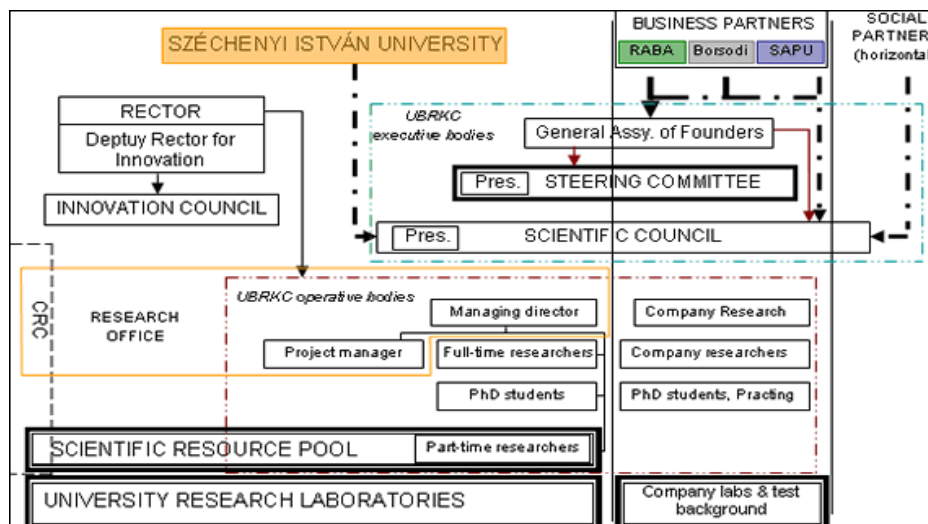 SZÉCHENYI ISTVÁN UNIVERSITY
BUSINESS PARTNERS
RABA
Borsodi
SAPU
SOCIAL
PARTNER
(horizontal
RECTOR
Deptuy Rector for
Innovation
INNOVATION COUNCIL
UBRKC
executive bodies
General Assy. of Founders
Pres.
STEERING COMMITTEE
Pres.
SCIENTIFIC COUNCIL
CRC
RESEARCH
OFFICE
UBRKC operative bodies
Managing director
Project manager
Full-time researchers
PhD students
Company Research
Company researchers
PhD students, Practing
SCIENTIFIC RESOURCE POOL
Part-time researchers
UNIVERSITY RESEARCH LABORATORIES
Company labs & test
background